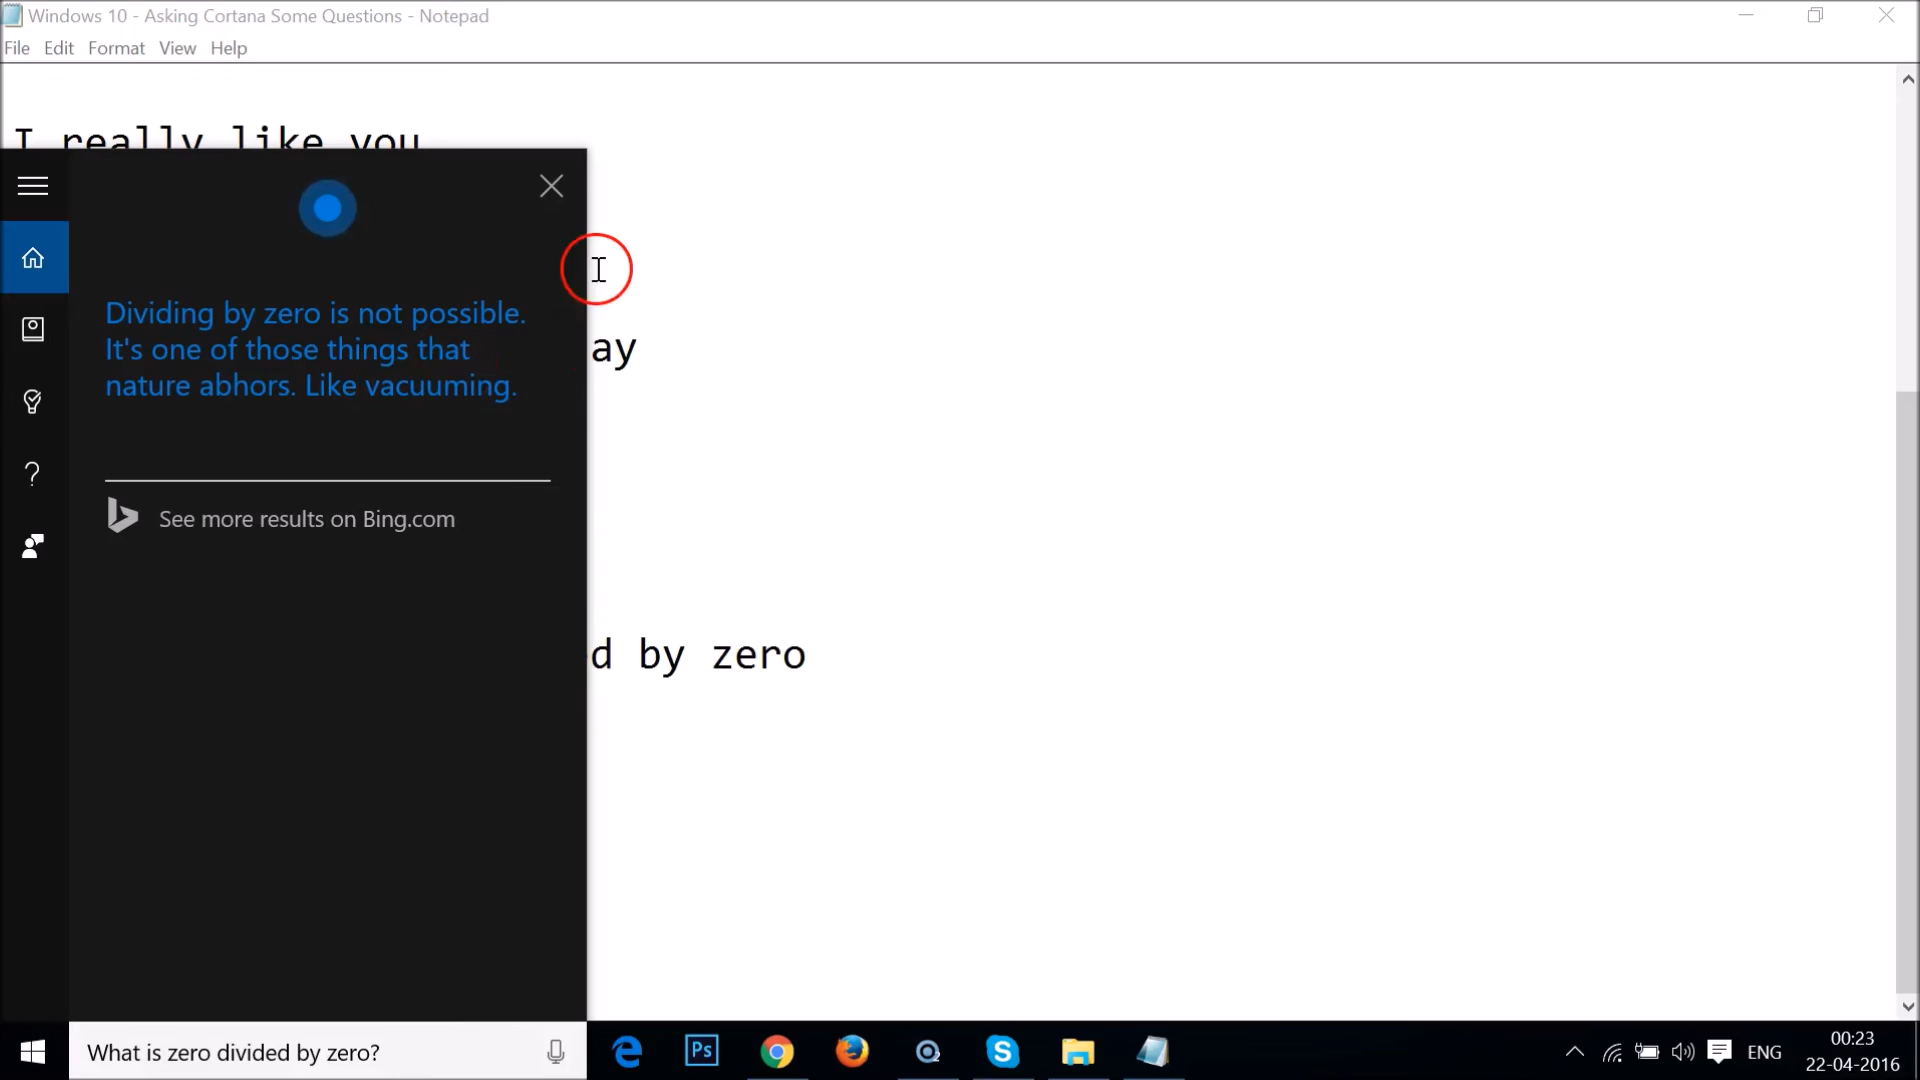 Windows 10 - Asking Cortana Some Questions - Notepad
File Edit Format View Help
I really like you
Dividing by zero is not possible.
It's one of those things that
nature abhors. Like vacuuming.
ay
See more results on Bing.com
d by zero
What is zero divided by zero?
Ps
ENG
00:23
22-04-2016